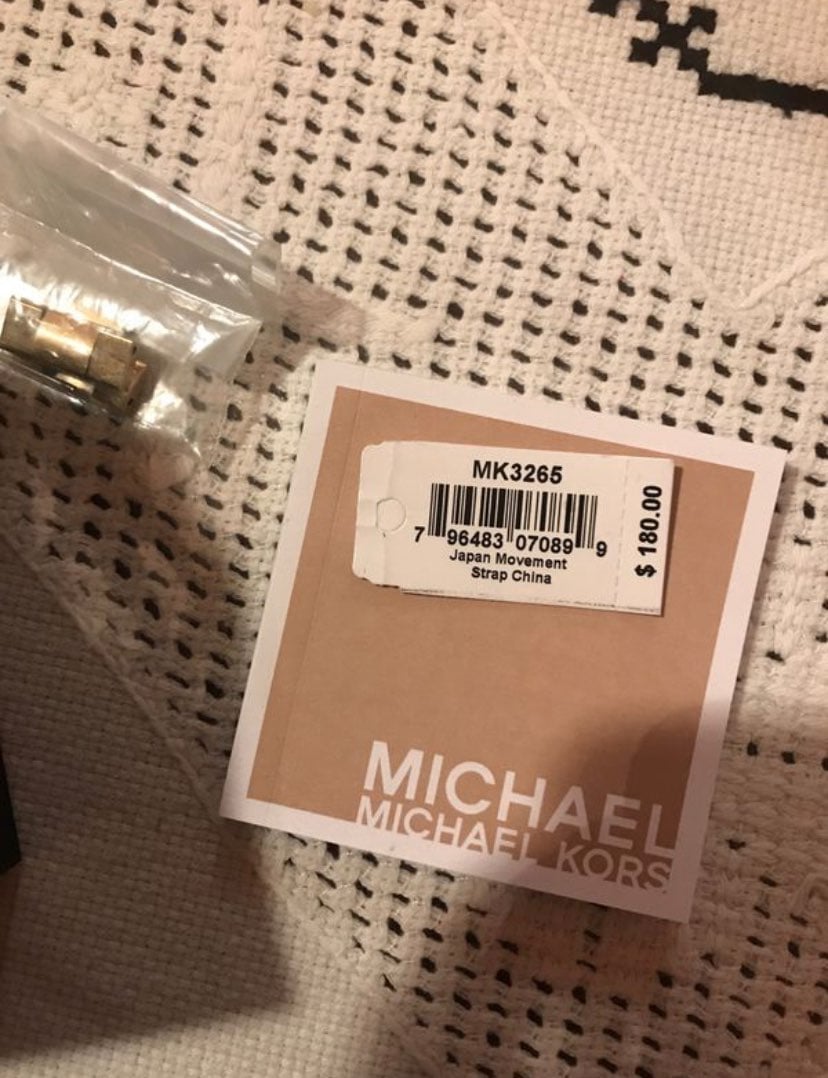 MK3265
7 96483 07089 9
Japan Movement
Strap China
$ 180.00
MICHAEL
MICHAEL KORS